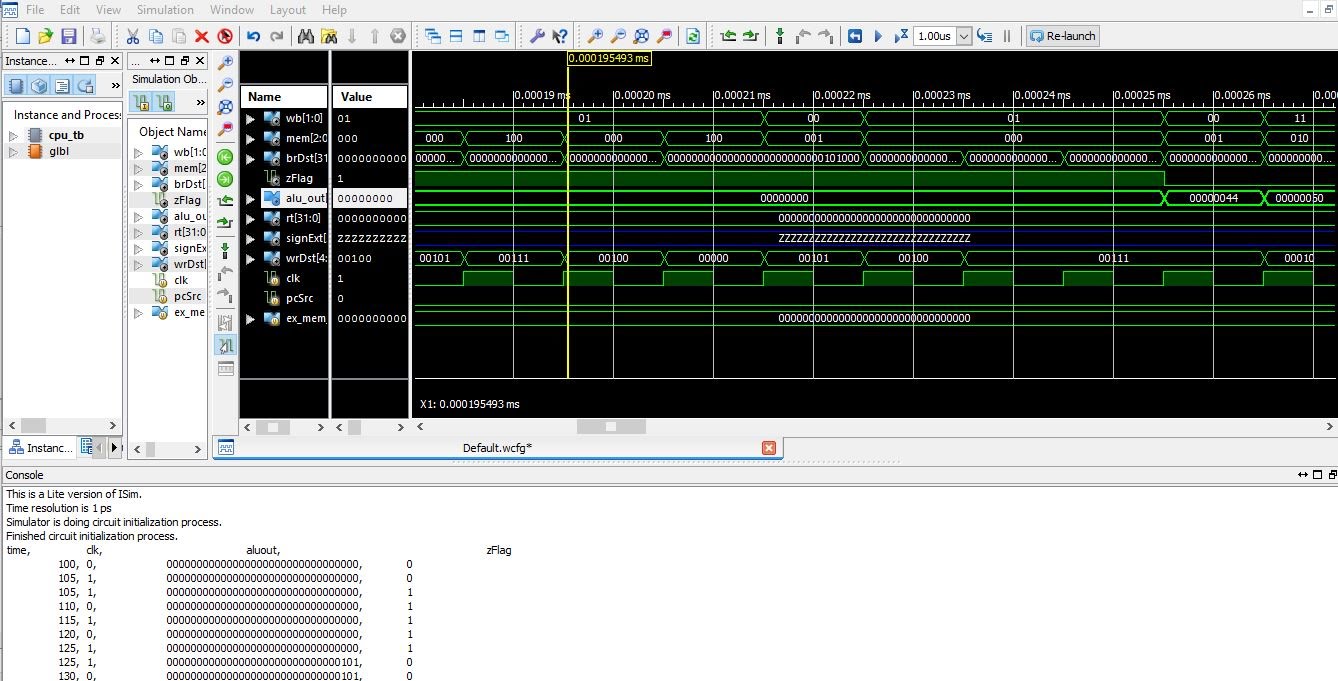 File Edit View Simulation Window Layout Help
1.00us Re-launch
Instance...
Simulation Ob...
Instance and Process
cpu_tb
glbl
Object Name
wb[1:0
mem[2
brDst[3
zFlag
alu_ou
rt[31:0
signEx
wrDst[
clk
pcSrc
ex_me
Name Value
wb[1:0] 01
mem[2:0 000
brDst[31 0000000000
zFlag 1
alu_out[ 00000000
rt[31:0] 0000000000
signExt[ ZZZZZZZZZZ
wrDst[4: 00100
clk 1
pcSrc 0
ex_mem_ 0000000000
0.000195493 ms
0.00019 ms 0.00020 ms 0.00021 ms 0.00022 ms 0.00023 ms 0.00024 ms 0.00025 ms 0.00026 ms 0.00
01 00 01 00 11
000 100 000 100 001 000 001 010
00000... 0000000000000... 0000000000000... 00000000000000000000000000101000 0000000000000... 0000000000000... 0000000000000... 0000000000000... 00000...
00000000 00000044 00000050
00000000000000000000000000000000
ZZZZZZZZZZZZZZZZZZZZZZZZZZZZZZZZ
00101 00111 00100 00000 00101 00100 00111 00010
00000000000000000000000000000000
X1: 0.000195493 ms
Instanc...
Default.wcfg*
Console
This is a Lite version of ISim.
Time resolution is 1 ps
Simulator is doing circuit initialization process.
Finished circuit initialization process.
time, clk, aluout, zFlag
100, 0, 00000000000000000000000000000000, 0
105, 1, 00000000000000000000000000000000, 0
105, 1, 00000000000000000000000000000000, 1
110, 0, 00000000000000000000000000000000, 1
115, 1, 00000000000000000000000000000000, 1
120, 0, 00000000000000000000000000000000, 1
125, 1, 00000000000000000000000000000000, 1
125, 1, 00000000000000000000000000000101, 0
130, 0, 00000000000000000000000000000101, 0